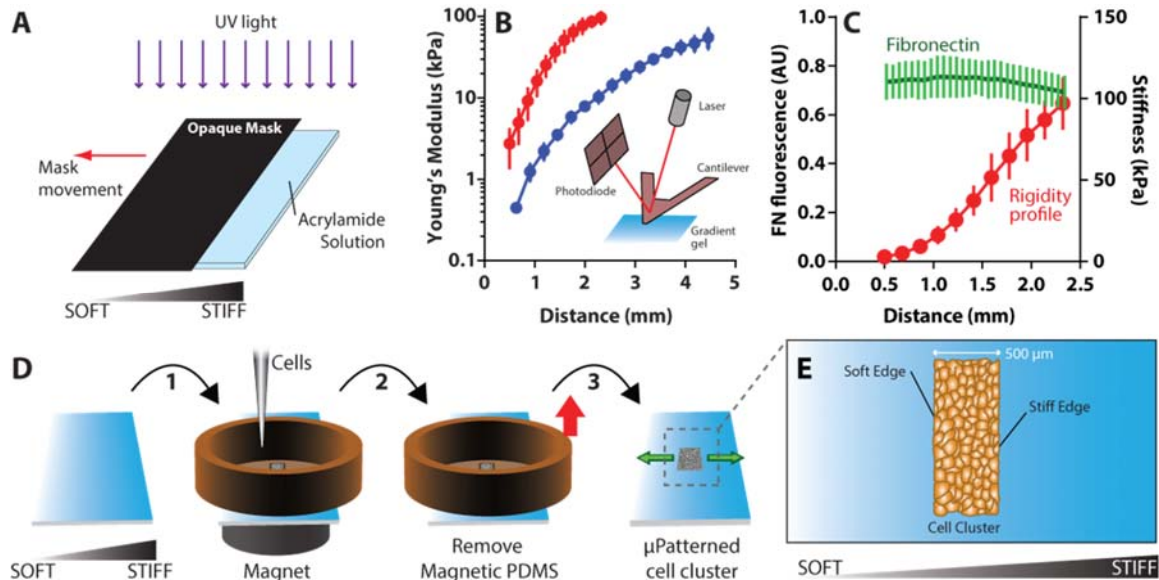 A
UV light
Opaque Mask
Mask
movement
Acrylamide
Solution
SOFT
STIFF
B
Young's Modulus (kPa)
100
10
1
0.1
0
1
2
3
4
5
Distance (mm)
Laser
Photodiode
Cantilever
Gradient
gel
C
FN fluorescence (AU)
1.0
0.8
0.6
0.4
0.2
0.0
Fibronectin
Rigidity
profile
150
100
50
0
Stiffness (kPa)
0.0
0.5
1.0
1.5
2.0
2.5
Distance (mm)
D
1
Cells
2
3
SOFT
STIFF
Magnet
Remove
Magnetic PDMS
μPatterned
cell cluster
E
500 μm
Soft Edge
Stiff Edge
Cell Cluster
SOFT
STIFF